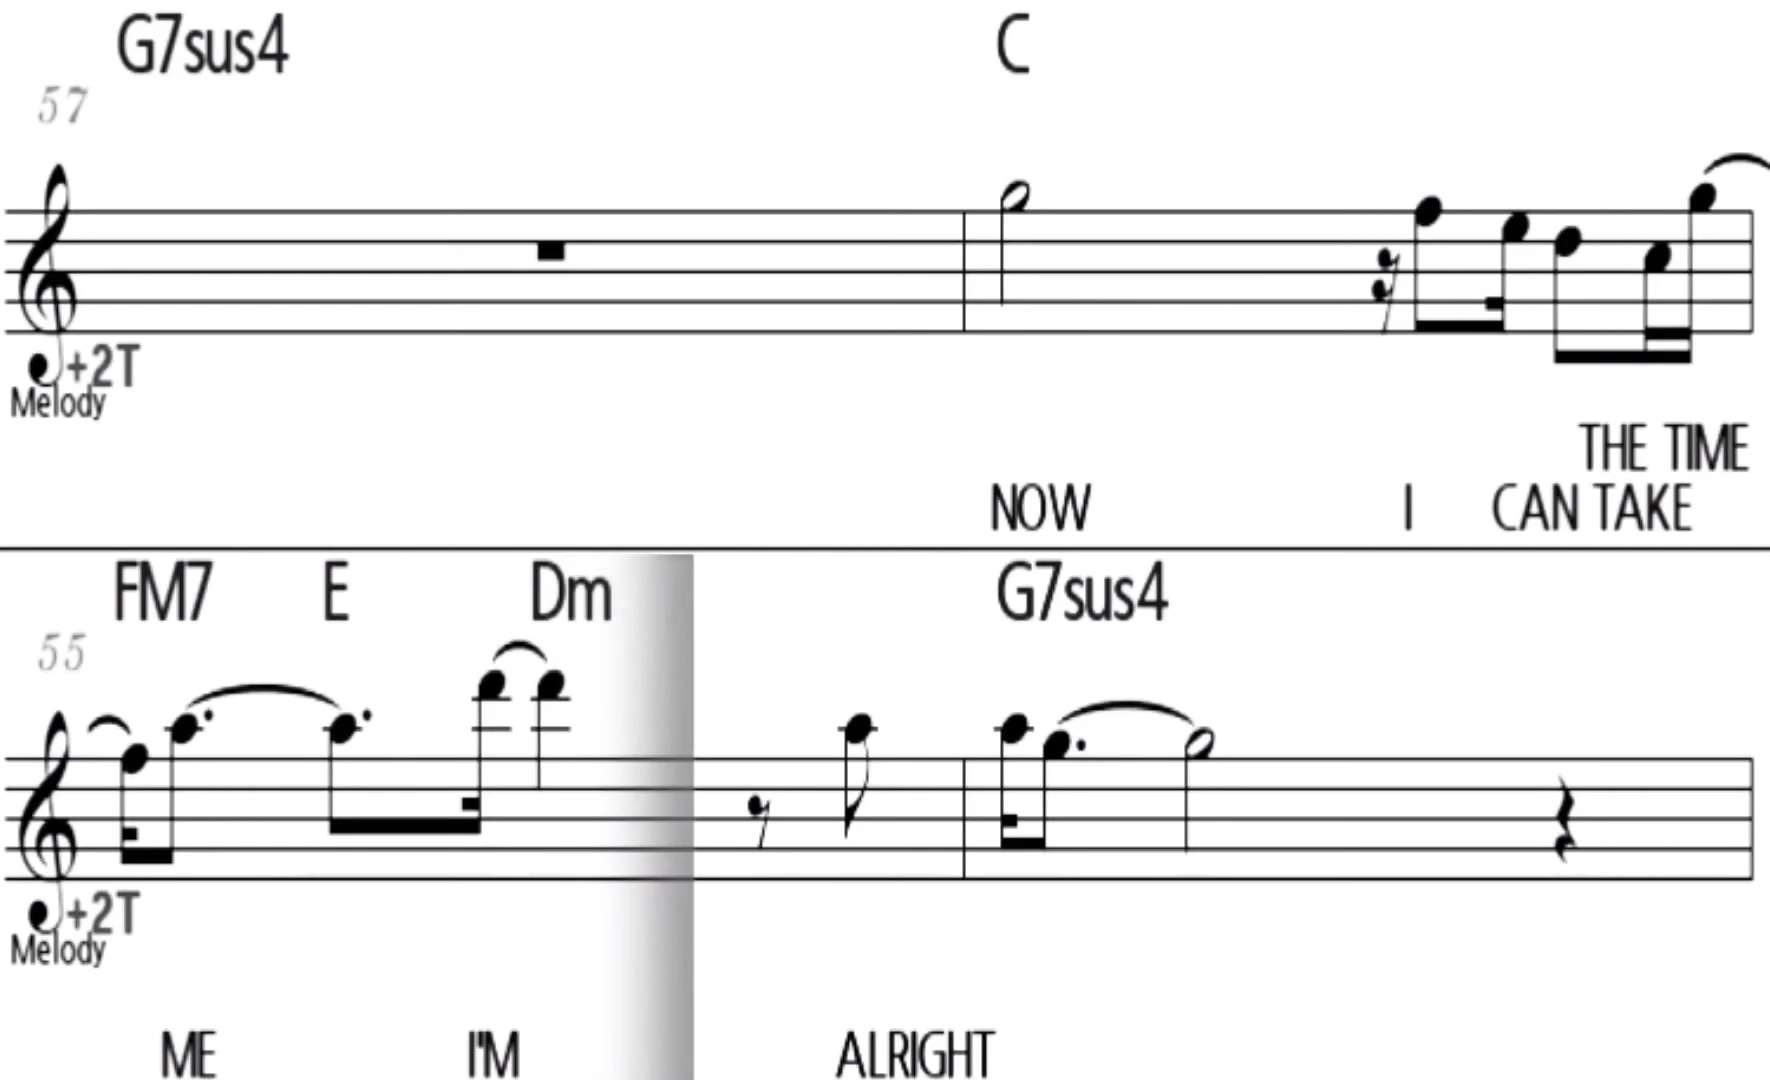 G7sus4 C
57
+2T
Melody
THE TIME
NOW I CAN TAKE
FM7 E Dm G7sus4
55
+2T
Melody
ME I'M ALRIGHT